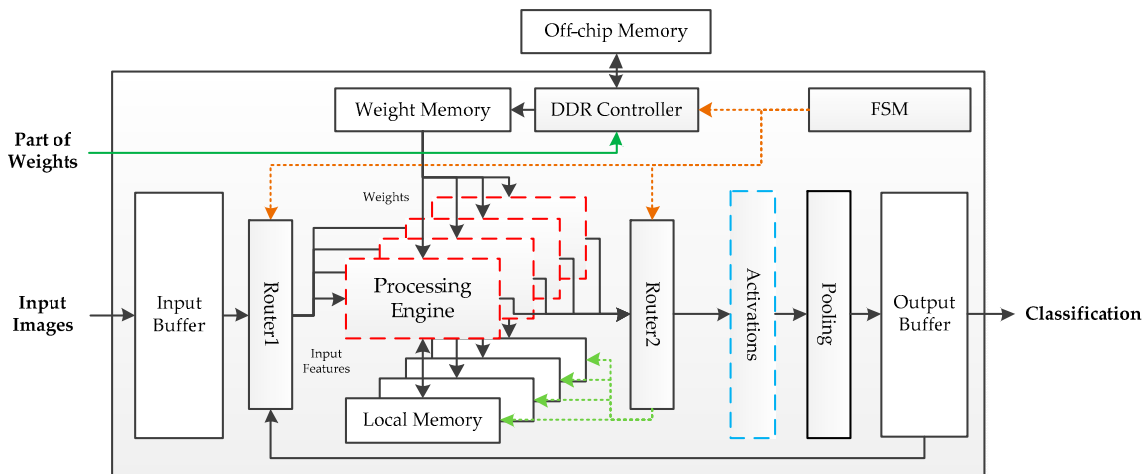 Off-chip Memory
Weight Memory
DDR Controller
FSM
Part of
Weights
Weights
Input
Images
Input
Buffer
Router1
Processing
Engine
Input
Features
Local Memory
Router2
Activations
Pooling
Output
Buffer
Classification